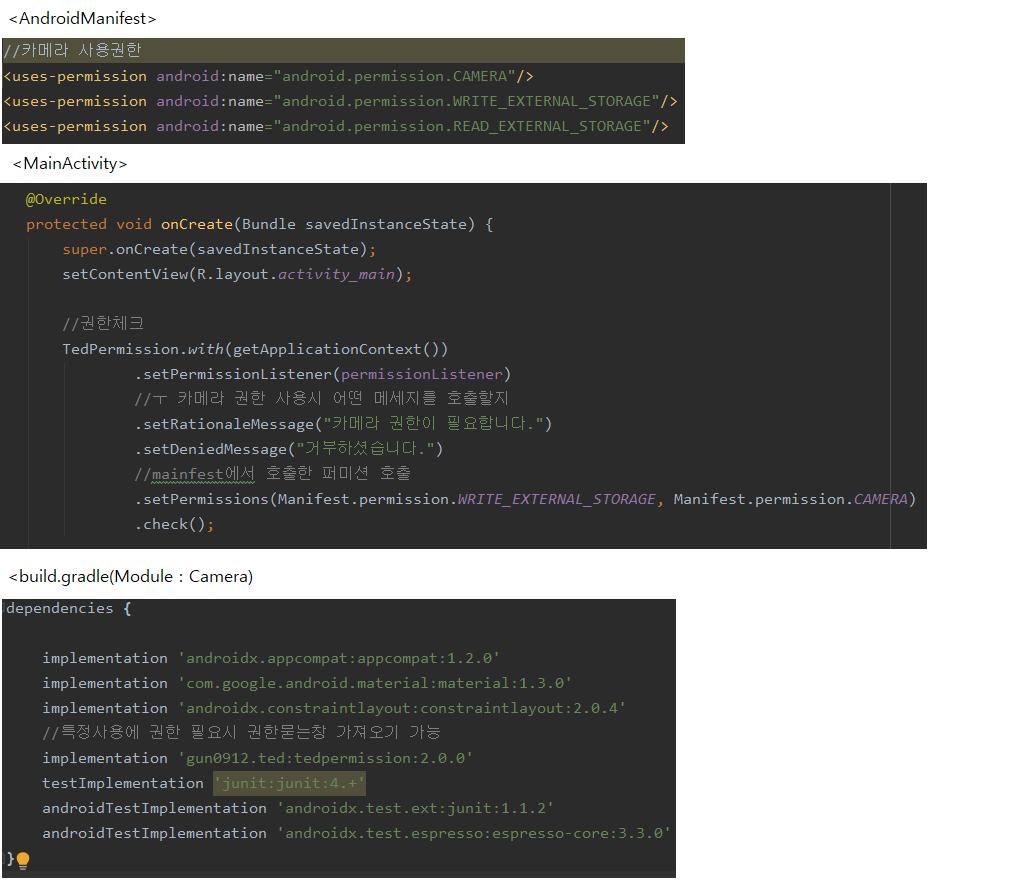 <AndroidManifest>
//카메라 사용권한
<uses-permission android:name="android.permission.CAMERA"/>
<uses-permission android:name="android.permission.WRITE_EXTERNAL_STORAGE"/>
<uses-permission android:name="android.permission.READ_EXTERNAL_STORAGE"/>
<MainActivity>
@Override
protected void onCreate(Bundle savedInstanceState) {
super.onCreate(savedInstanceState);
setContentView(R.layout.activity_main);
//권한체크
TedPermission.with(getApplicationContext())
.setPermissionListener(permissionListener)
//ㅜ 카메라 권한 사용시 어떤 메세지를 호출할지
.setRationaleMessage("카메라 권한이 필요합니다.")
.setDeniedMessage("거부하셨습니다.")
//mainfest에서 호출한 퍼미션 호출
.setPermissions(Manifest.permission.WRITE_EXTERNAL_STORAGE, Manifest.permission.CAMERA)
.check();
<build.gradle(Module : Camera)
dependencies {
implementation 'androidx.appcompat:appcompat:1.2.0'
implementation 'com.google.android.material:material:1.3.0'
implementation 'androidx.constraintlayout:constraintlayout:2.0.4'
//특정사용에 권한 필요시 권한묻는창 가져오기 가능
implementation 'gun0912.ted:tedpermission:2.0.0'
testImplementation 'junit:junit:4.+'
androidTestImplementation 'androidx.test.ext:junit:1.1.2'
androidTestImplementation 'androidx.test.espresso:espresso-core:3.3.0'
}